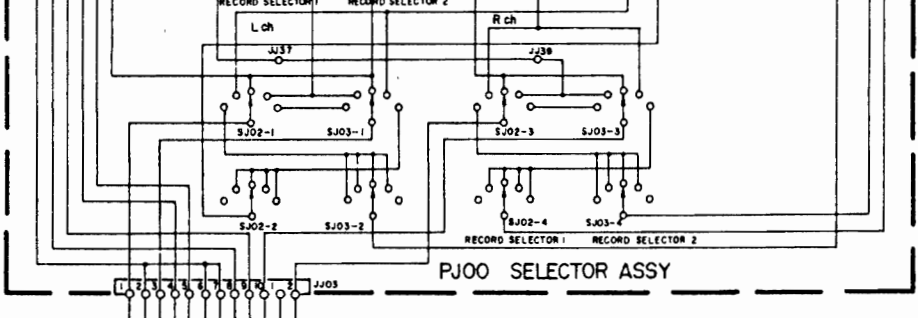 RECORD SELECTOR 1 RECORD SELECTOR 2
L ch R ch
JJ37 JJ38
SJ02-1 SJ03-1 SJ02-3 SJ03-3
SJ02-2 SJ03-2 SJ02-4 SJ03-4
RECORD SELECTOR 1 RECORD SELECTOR 2
PJ00 SELECTOR ASSY
1 2 3 4 5 6 7 8 9 1 2 JJ03